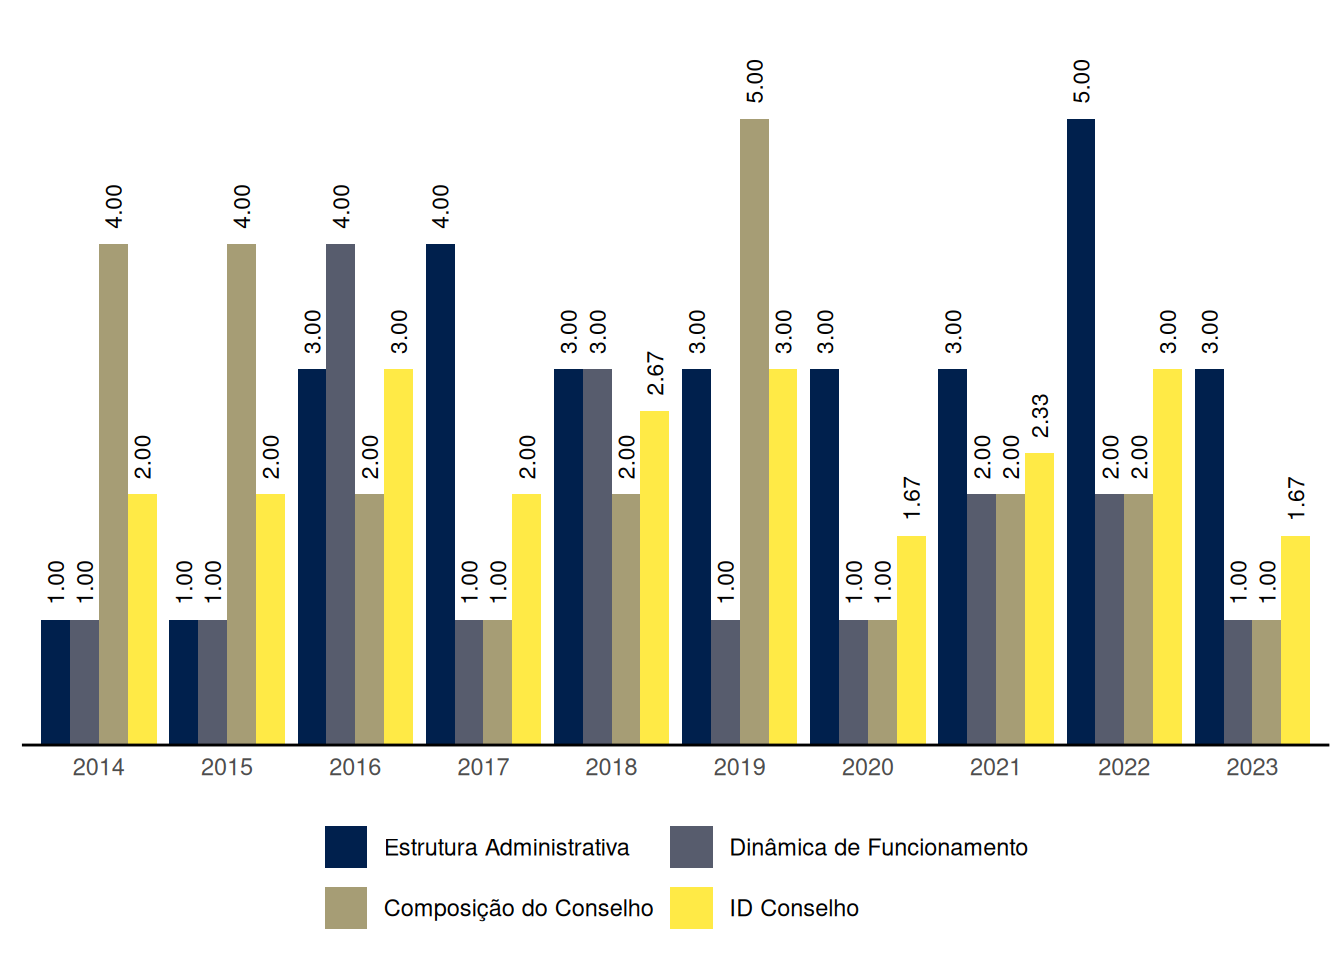 5.00 5.00
4.00 4.00 4.00 4.00
3.00 3.00 3.00 3.00 3.00 3.00 3.00 3.00 3.00 3.00
2.67
2.33
2.00 2.00 2.00 2.00 2.00 2.00 2.00 2.00 2.00
1.67 1.67
1.00 1.00 1.00 1.00 1.00 1.00 1.00 1.00 1.00 1.00 1.00
2014 2015 2016 2017 2018 2019 2020 2021 2022 2023
Estrutura Administrativa Dinâmica de Funcionamento
Composição do Conselho ID Conselho